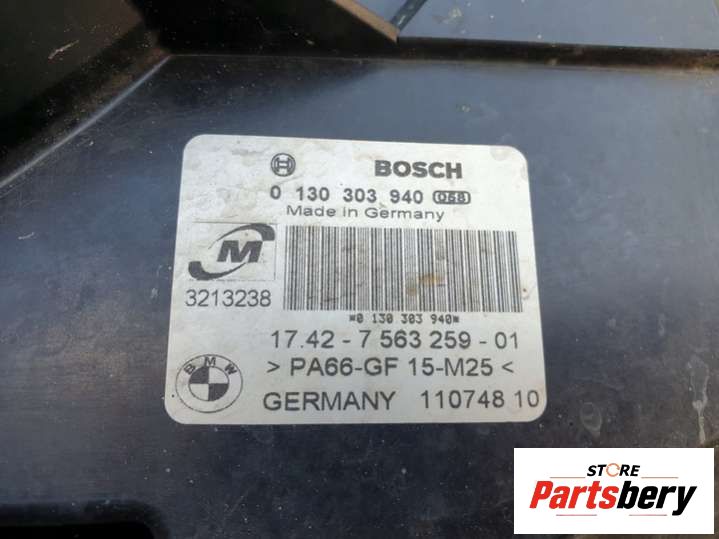 BOSCH
0 130 303 940 058
Made in Germany
M
3213238
*0 130 303 940*
17.42 - 7 563 259 - 01
> PA66-GF 15-M25 <
BMW
GERMANY 110748 10
STORE
Partsbery